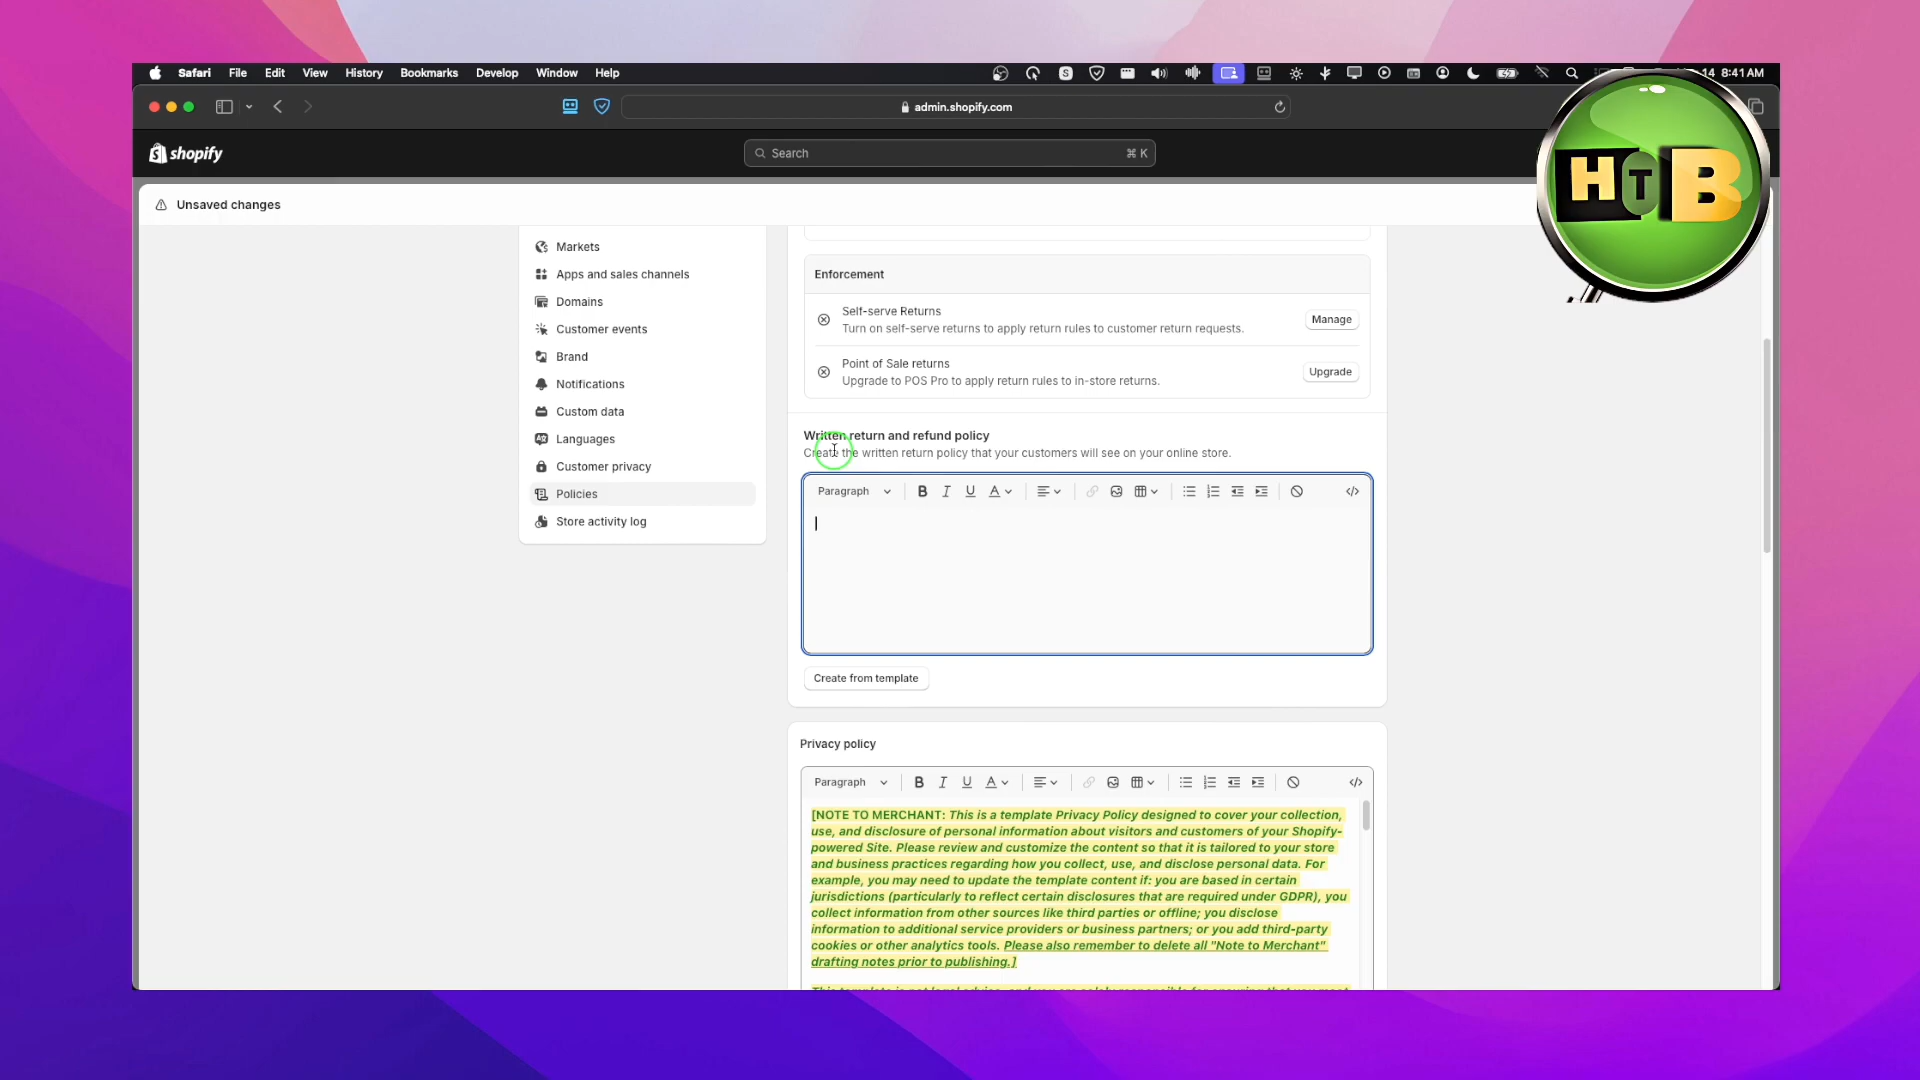 Safari File Edit View History Bookmarks Develop Window Help
14 8:41 AM
admin.shopify.com
shopify
Search
⌘ K
HTB
Unsaved changes
Markets
Apps and sales channels
Domains
Customer events
Brand
Notifications
Custom data
Languages
Customer privacy
Policies
Store activity log
Enforcement
Self-serve Returns
Turn on self-serve returns to apply return rules to customer return requests.
Manage
Point of Sale returns
Upgrade to POS Pro to apply return rules to in-store returns.
Upgrade
Written return and refund policy
Create the written return policy that your customers will see on your online store.
Paragraph B I U A
Create from template
Privacy policy
Paragraph B I U A
[NOTE TO MERCHANT: This is a template Privacy Policy designed to cover your collection,
use, and disclosure of personal information about visitors and customers of your Shopify-
powered Site. Please review and customize the content so that it is tailored to your store
and business practices regarding how you collect, use, and disclose personal data. For
example, you may need to update the template content if: you are based in certain
jurisdictions (particularly to reflect certain disclosures that are required under GDPR), you
collect information from other sources like third parties or offline; you disclose
information to additional service providers or business partners; or you add third-party
cookies or other analytics tools. Please also remember to delete all "Note to Merchant"
drafting notes prior to publishing.]